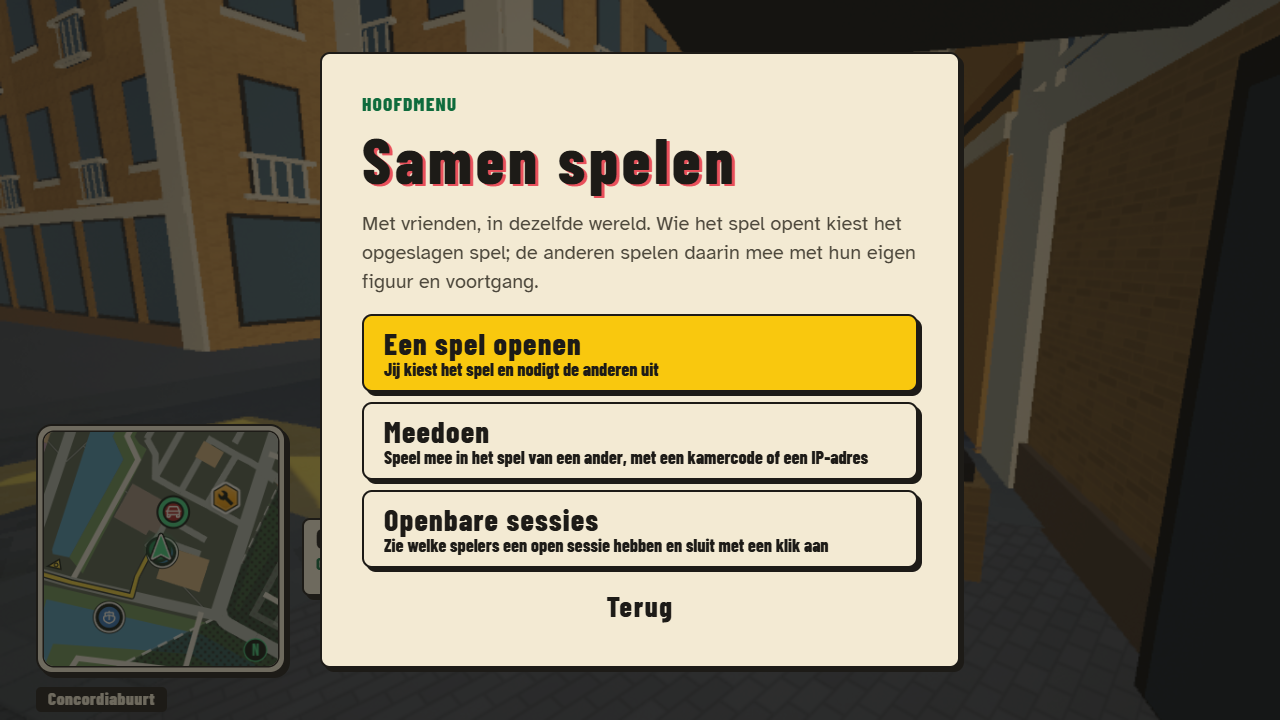 HOOFDMENU
Samen spelen
Met vrienden, in dezelfde wereld. Wie het spel opent kiest het
opgeslagen spel; de anderen spelen daarin mee met hun eigen
figuur en voortgang.
Een spel openen
Jij kiest het spel en nodigt de anderen uit
Meedoen
Speel mee in het spel van een ander, met een kamercode of een IP-adres
Openbare sessies
Zie welke spelers een open sessie hebben en sluit met een klik aan
Terug
N
Concordiabuurt